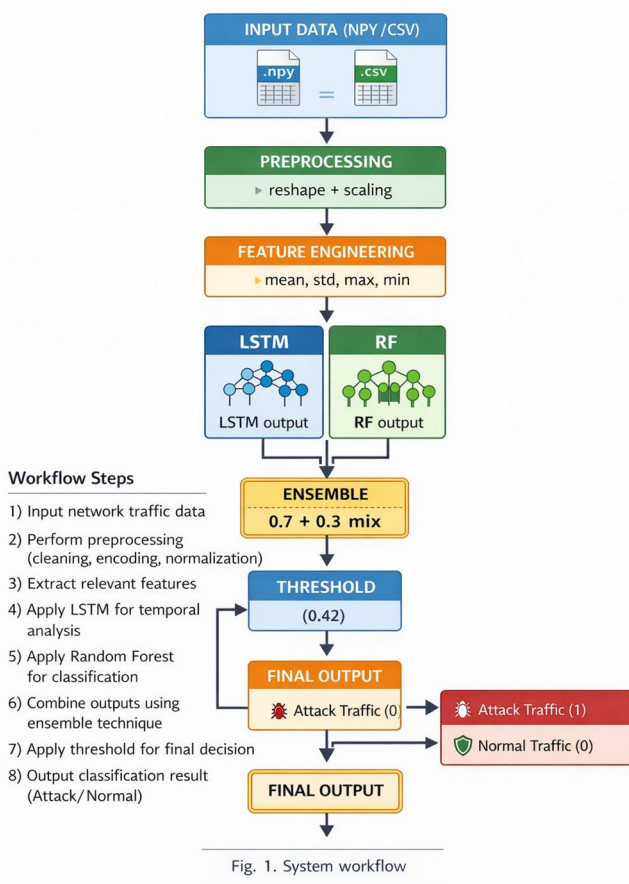 INPUT DATA (NPY/CSV)
.npy = .csv
PREPROCESSING
reshape + scaling
FEATURE ENGINEERING
mean, std, max, min
LSTM
RF
LSTM output
RF output
ENSEMBLE
0.7 + 0.3 mix
THRESHOLD
(0.42)
FINAL OUTPUT
Attack Traffic (0)
Attack Traffic (1)
Normal Traffic (0)
FINAL OUTPUT
Workflow Steps
1) Input network traffic data
2) Perform preprocessing
(cleaning, encoding, normalization)
3) Extract relevant features
4) Apply LSTM for temporal
analysis
5) Apply Random Forest
for classification
6) Combine outputs using
ensemble technique
7) Apply threshold for final decision
8) Output classification result
(Attack/Normal)
Fig. 1. System workflow